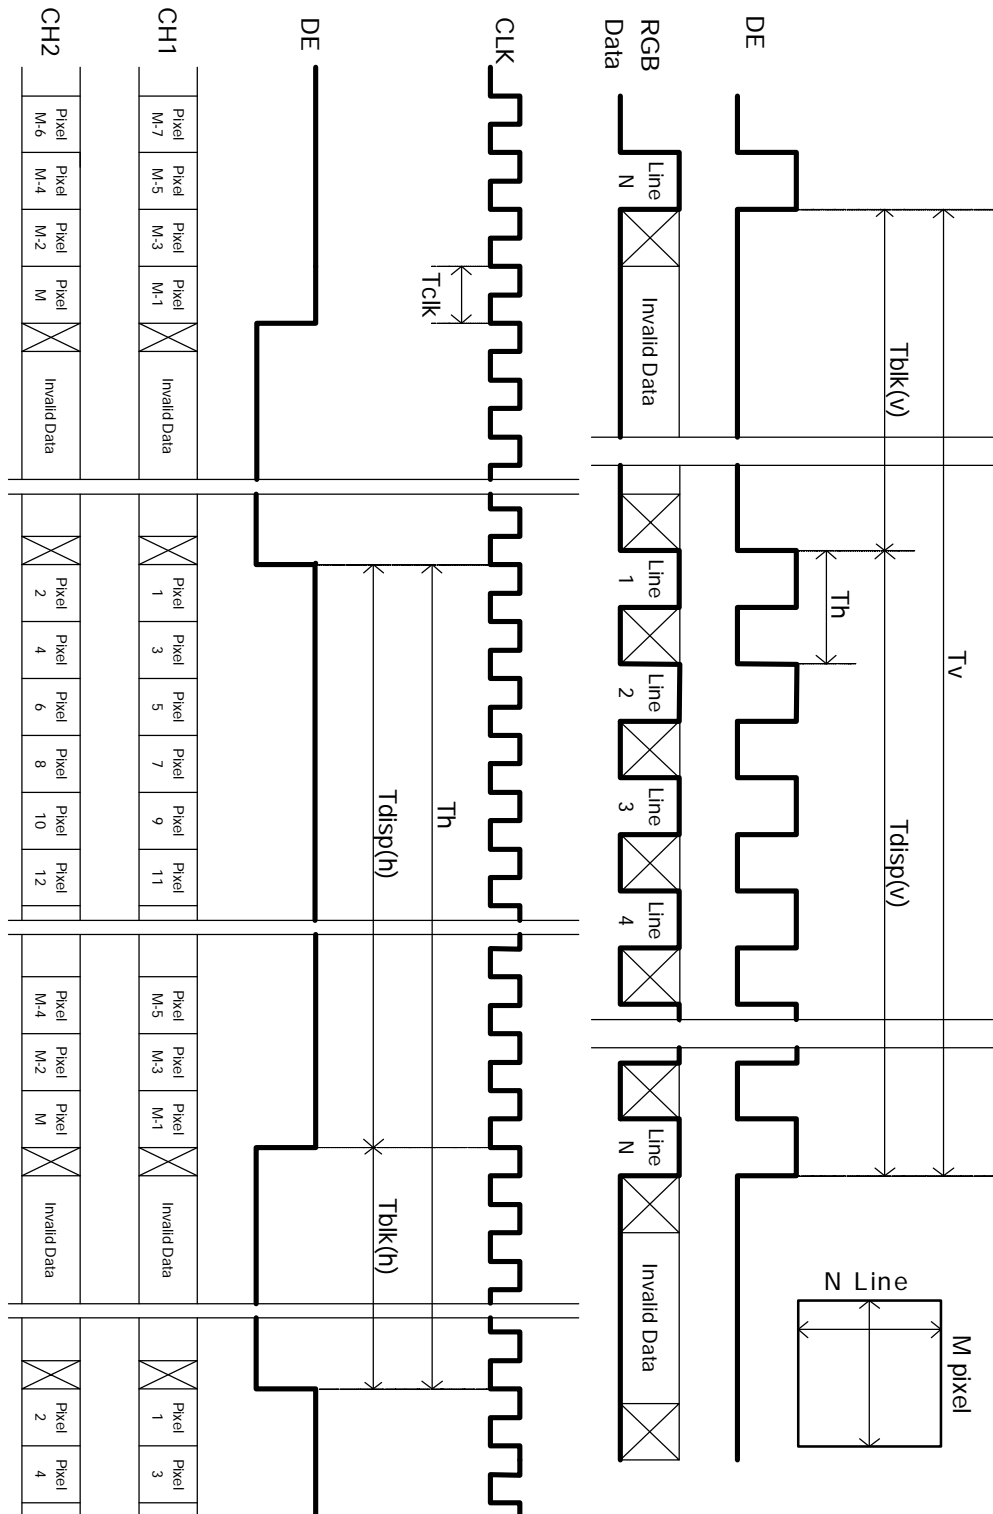 Tv
Tblk(v)
Tdisp(v)
Th
DE
RGB
Data
Line
N
Invalid Data
Line
1
Line
2
Line
3
Line
4
Line
N
Invalid Data
N Line
M pixel
CLK
Tclk
Th
Tdisp(h)
Tblk(h)
DE
CH1
Pixel
M-7
Pixel
M-5
Pixel
M-3
Pixel
M-1
Invalid Data
Pixel
1
Pixel
3
Pixel
5
Pixel
7
Pixel
9
Pixel
11
Pixel
M-5
Pixel
M-3
Pixel
M-1
Invalid Data
Pixel
1
Pixel
3
CH2
Pixel
M-6
Pixel
M-4
Pixel
M-2
Pixel
M
Invalid Data
Pixel
2
Pixel
4
Pixel
6
Pixel
8
Pixel
10
Pixel
12
Pixel
M-4
Pixel
M-2
Pixel
M
Invalid Data
Pixel
2
Pixel
4